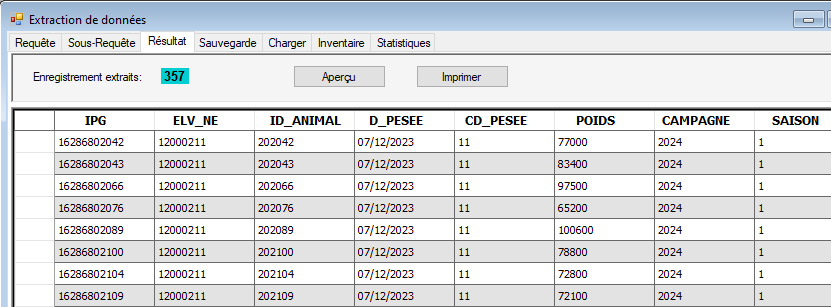 Extraction de données
Requête Sous-Requête Résultat Sauvegarde Charger Inventaire Statistiques
Enregistrement extraits: 357 Aperçu Imprimer
IPG ELV_NE ID_ANIMAL D_PESEE CD_PESEE POIDS CAMPAGNE SAISON
16286802042 12000211 202042 07/12/2023 11 77000 2024 1
16286802043 12000211 202043 07/12/2023 11 83400 2024 1
16286802066 12000211 202066 07/12/2023 11 97500 2024 1
16286802076 12000211 202076 07/12/2023 11 65200 2024 1
16286802089 12000211 202089 07/12/2023 11 100600 2024 1
16286802100 12000211 202100 07/12/2023 11 78800 2024 1
16286802104 12000211 202104 07/12/2023 11 72800 2024 1
16286802109 12000211 202109 07/12/2023 11 72100 2024 1